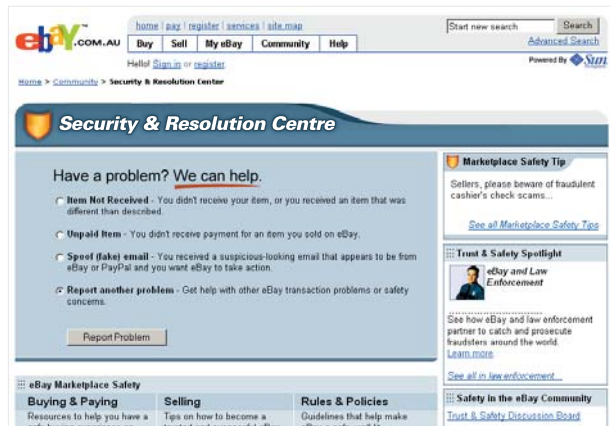 ebY™.COM.AU
home | pay | register | services | site map
Buy Sell My eBay Community Help
Start new search Search
Advanced Search
Hello! Sign in or register.
Powered By Sun
Home > Community > Security & Resolution Center
Security & Resolution Centre
Have a problem? We can help.
Item Not Received - You didn't receive your item, or you received an item that was
different than described.
Unpaid Item - You didn't receive payment for an item you sold on eBay.
Spoof (fake) email - You received a suspicious-looking email that appears to be from
eBay or PayPal and you want eBay to take action.
Report another problem - Get help with other eBay transaction problems or safety
concerns.
Report Problem
Marketplace Safety Tip
Sellers, please beware of fraudulent
cashier's check scams...
See all Marketplace Safety Tips
Trust & Safety Spotlight
eBay and Law
Enforcement
See how eBay and law enforcement
partner to catch and prosecute
fraudsters around the world.
Learn more.
See all in law enforcement...
Safety in the eBay Community
Trust & Safety Discussion Board
eBay Marketplace Safety
Buying & Paying Selling Rules & Policies
Resources to help you have a Tips on how to become a Guidelines that help make